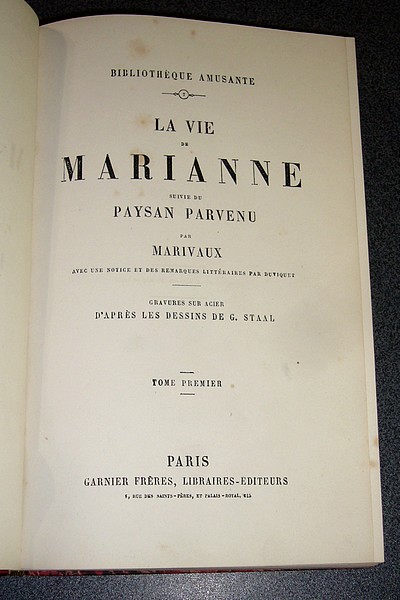 BIBLIOTHÈQUE AMUSANTE
LA VIE
DE
MARIANNE
SUIVIE DU
PAYSAN PARVENU
PAR
MARIVAUX
AVEC UNE NOTICE ET DES REMARQUES LITTÉRAIRES PAR DUVIQUET
GRAVURES SUR ACIER
D'APRÈS LES DESSINS DE G. STAAL
TOME PREMIER
PARIS
GARNIER FRÈRES, LIBRAIRES-ÉDITEURS
RUE DES SAINTS-PÈRES, ET PALAIS-ROYAL